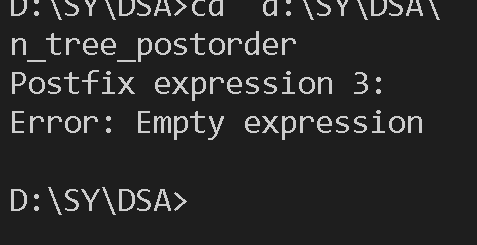 D:\SY\DSA>cd d:\SY\DSA\
n_tree_postorder
Postfix expression 3:
Error: Empty expression
D:\SY\DSA>